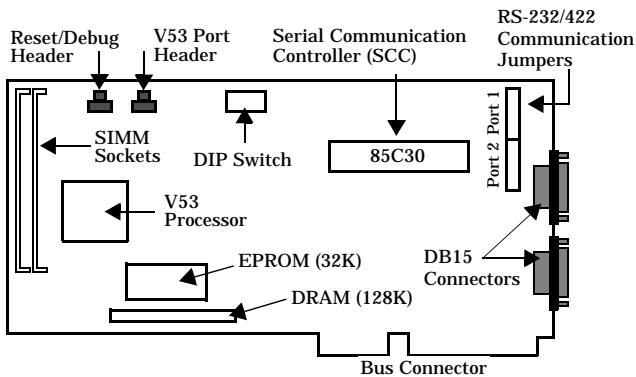 Reset/Debug
Header
V53 Port
Header
Serial Communication
Controller (SCC)
RS-232/422
Communication
Jumpers
SIMM
Sockets
DIP Switch
85C30
Port 2 Port 1
V53
Processor
EPROM (32K)
DRAM (128K)
DB15
Connectors
Bus Connector